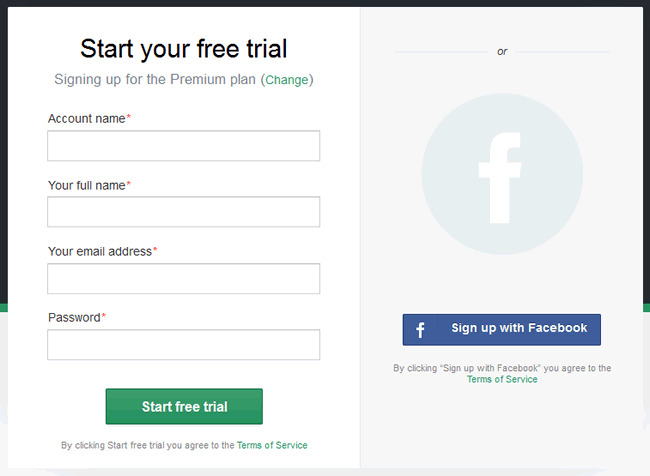 Start your free trial
Signing up for the Premium plan (Change)
Account name*
Your full name*
Your email address*
Password*
Start free trial
By clicking Start free trial you agree to the Terms of Service
or
f
f Sign up with Facebook
By clicking “Sign up with Facebook” you agree to the
Terms of Service